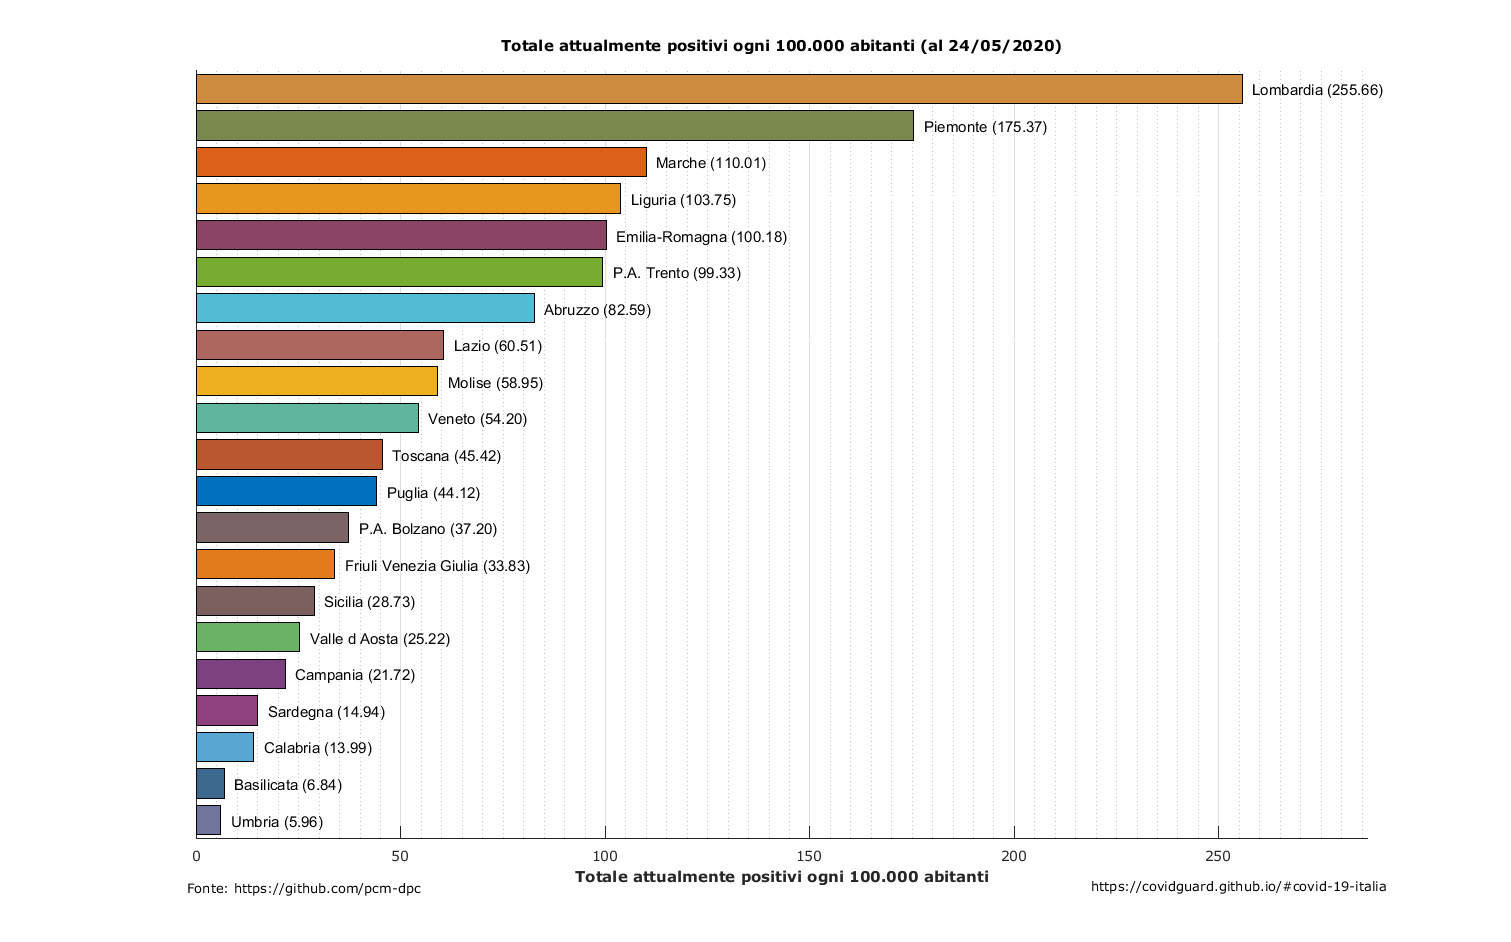 Totale attualmente positivi ogni 100.000 abitanti (al 24/05/2020)
Lombardia (255.66)
Piemonte (175.37)
Marche (110.01)
Liguria (103.75)
Emilia-Romagna (100.18)
P.A. Trento (99.33)
Abruzzo (82.59)
Lazio (60.51)
Molise (58.95)
Veneto (54.20)
Toscana (45.42)
Puglia (44.12)
P.A. Bolzano (37.20)
Friuli Venezia Giulia (33.83)
Sicilia (28.73)
Valle d Aosta (25.22)
Campania (21.72)
Sardegna (14.94)
Calabria (13.99)
Basilicata (6.84)
Umbria (5.96)
0 50 100 150 200 250
Totale attualmente positivi ogni 100.000 abitanti
Fonte: https://github.com/pcm-dpc
https://covidguard.github.io/#covid-19-italia